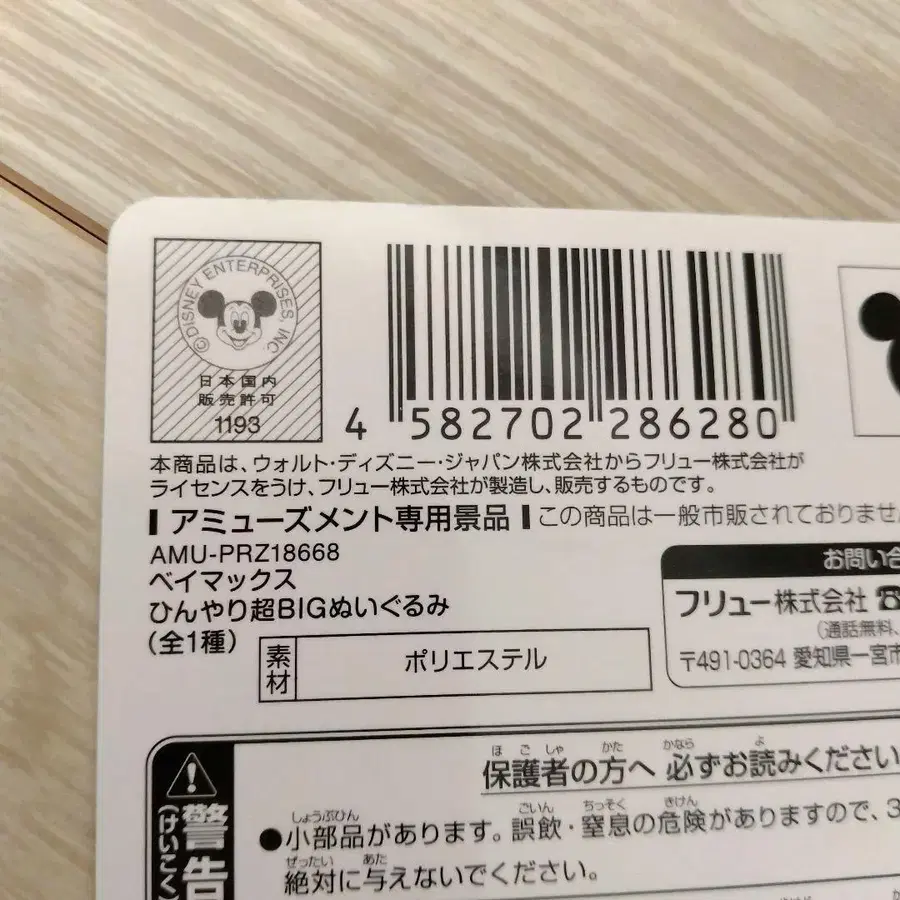 ©DISNEY ENTERPRISES, INC.
日本国内
販売許可
1193
4 582702 286280
本商品は、ウォルト・ディズニー・ジャパン株式会社からフリュー株式会社が
ライセンスをうけ、フリュー株式会社が製造し、販売するものです。
アミューズメント専用景品 この商品は一般市販されておりません
AMU-PRZ18668
ベイマックス
ひんやり超BIGぬいぐるみ
(全1種)
素材
ポリエステル
お問い合
フリュー株式会社 ☎
(通話無料、
〒491-0364 愛知県一宮市
警告
(けいこく)
ほごしゃ かた かなら よ
保護者の方へ 必ずお読みください
しょうぶひん ごいん ちっそく きけん
●小部品があります。誤飲・窒息の危険がありますので、3
ぜったい あた
絶対に与えないでください。